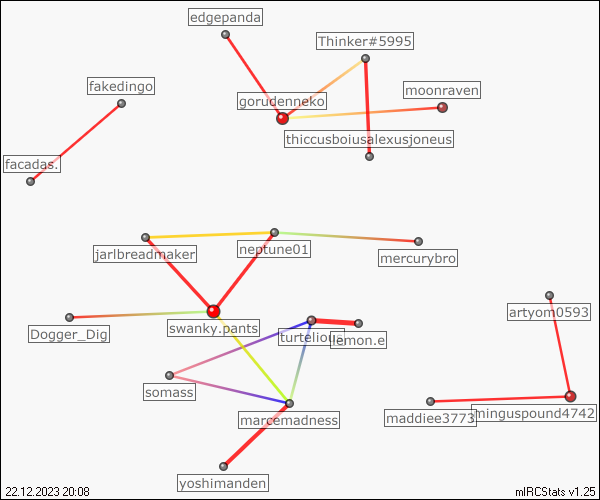 edgepanda
Thinker#5995
fakedingo
moonraven
gorudenneko
thiccusboiusalexusjoneus
facadas.
jarlbreadmaker
neptune01
mercurybro
artyom0593
swanky.pants
Dogger_Dig
lemon.e
somass
maddiee3773
minguspound4742
marcemadness
yoshimanden
22.12.2023 20:08
mIRCStats v1.25